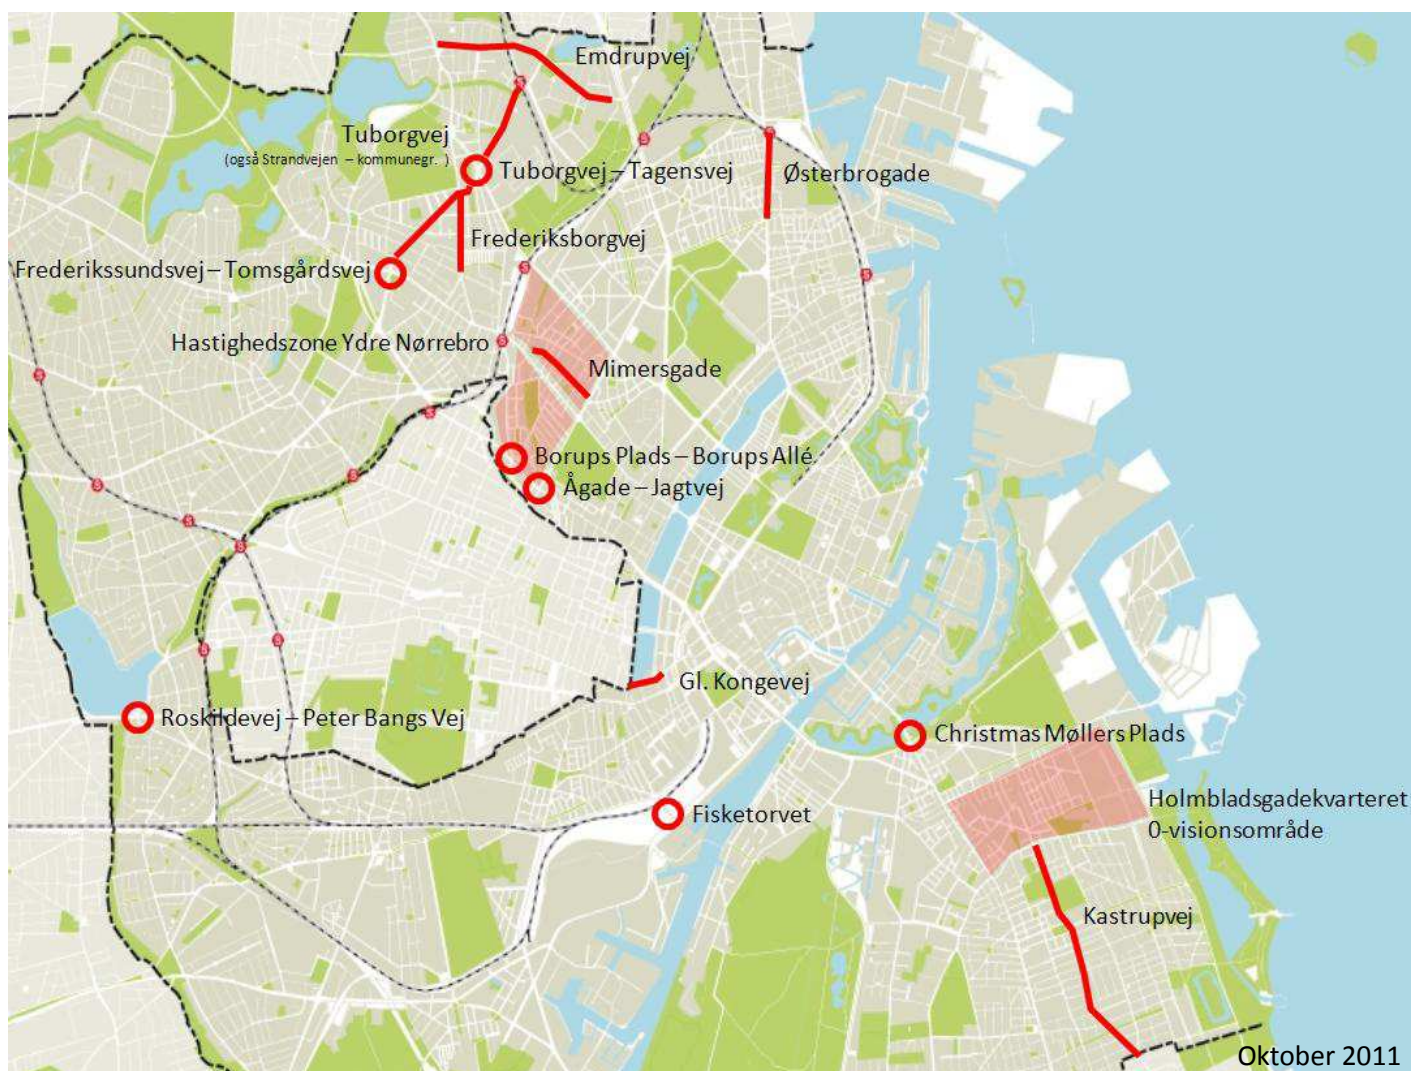 Emdrupvej
Tuborgvej
(også Strandvejen – kommunegr. )
Tuborgvej – Tagensvej
Østerbrogade
Frederiksborgvej
Frederikssundsvej – Tomsgårdsvej
Hastighedszone Ydre Nørrebro
Mimersgade
Borups Plads – Borups Allé
Ågade – Jagtvej
Gl. Kongevej
Roskildevej – Peter Bangs Vej
Christmas Møllers Plads
Holmbladsgadekvarteret
0-visionsområde
Fisketorvet
Kastrupvej
Oktober 2011